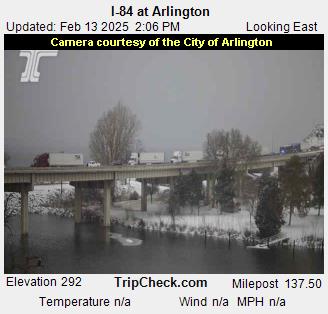 I-84 at Arlington
Updated: Feb 13 2025 2:06 PM Looking East
Camera courtesy of the City of Arlington
Elevation 292 TripCheck.com Milepost 137.50
Temperature n/a Wind n/a MPH n/a